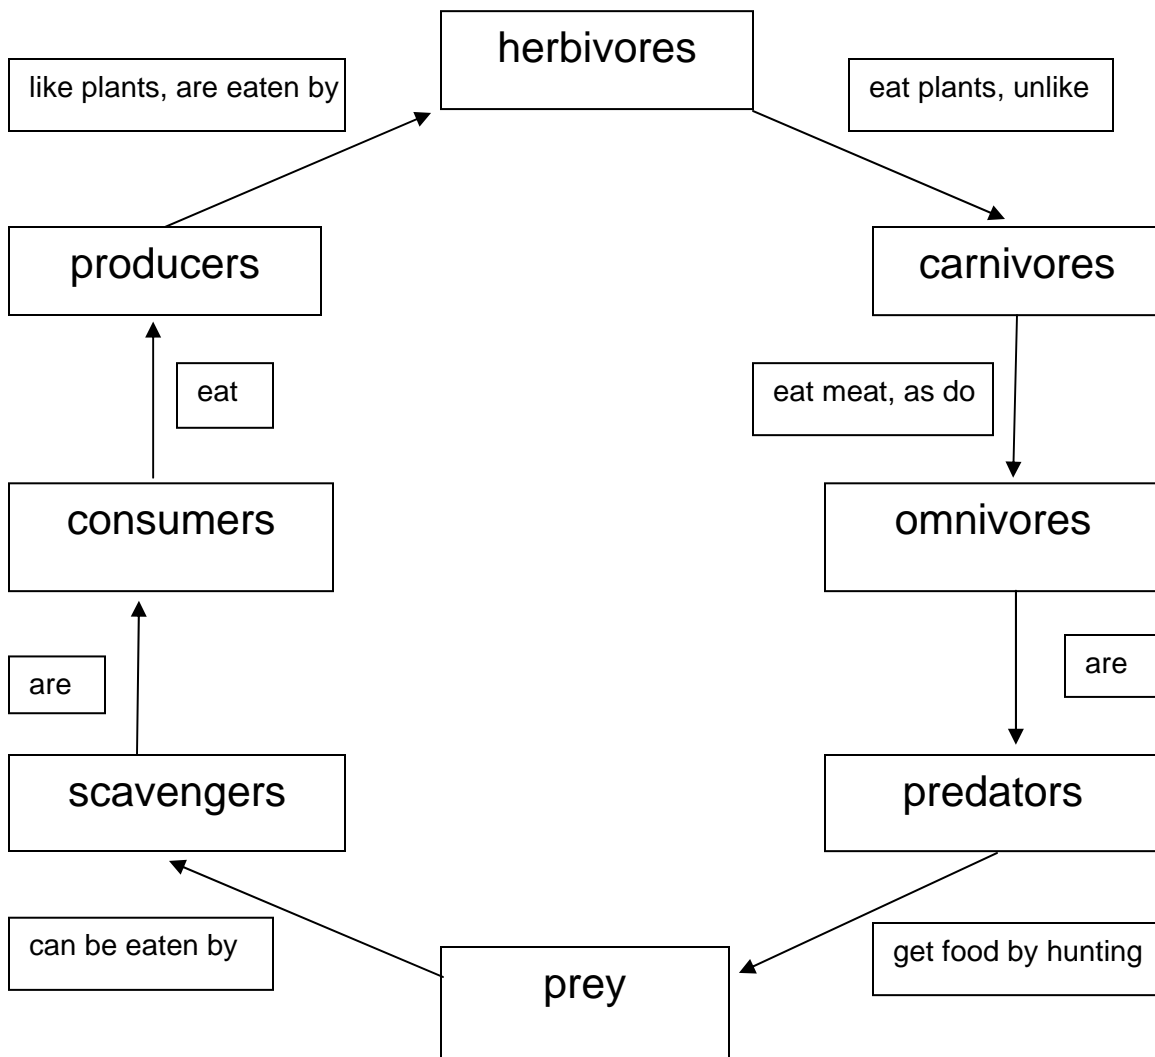 herbivores
like plants, are eaten by
eat plants, unlike
producers
carnivores
eat
eat meat, as do
consumers
omnivores
are
are
scavengers
predators
can be eaten by
get food by hunting
prey